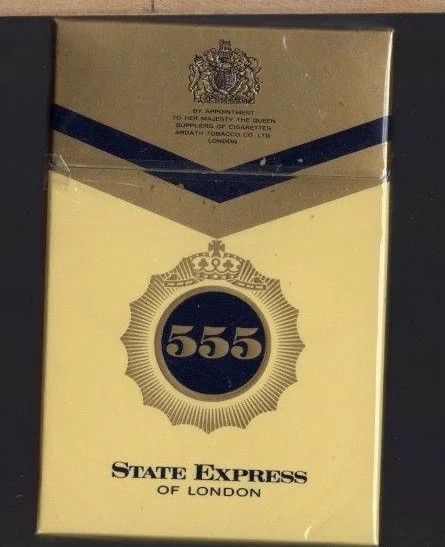 BY APPOINTMENT
TO HER MAJESTY THE QUEEN
SUPPLIERS OF CIGARETTES
ARDATH TOBACCO CO LTD
LONDON
555
STATE EXPRESS
OF LONDON